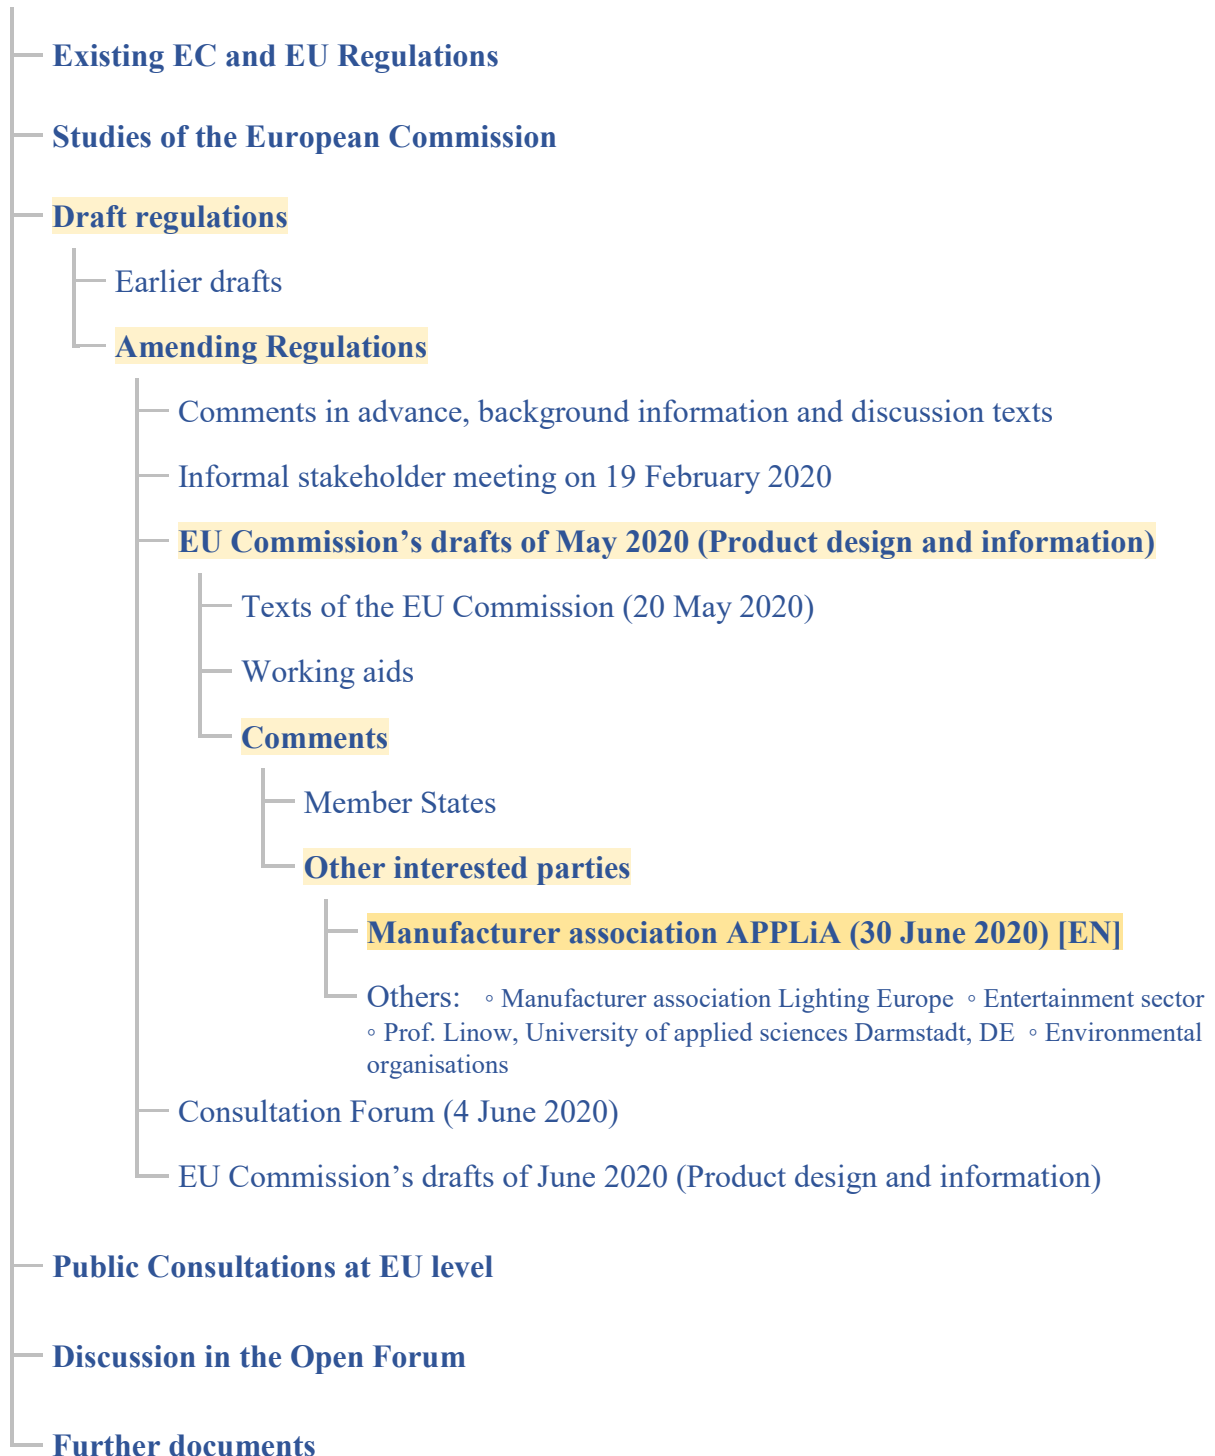 Existing EC and EU Regulations
Studies of the European Commission
Draft regulations
Earlier drafts
Amending Regulations
Comments in advance, background information and discussion texts
Informal stakeholder meeting on 19 February 2020
EU Commission’s drafts of May 2020 (Product design and information)
Texts of the EU Commission (20 May 2020)
Working aids
Comments
Member States
Other interested parties
Manufacturer association APPLiA (30 June 2020) [EN]
Others: ◦ Manufacturer association Lighting Europe ◦ Entertainment sector
◦ Prof. Linow, University of applied sciences Darmstadt, DE ◦ Environmental
organisations
Consultation Forum (4 June 2020)
EU Commission’s drafts of June 2020 (Product design and information)
Public Consultations at EU level
Discussion in the Open Forum
Further documents